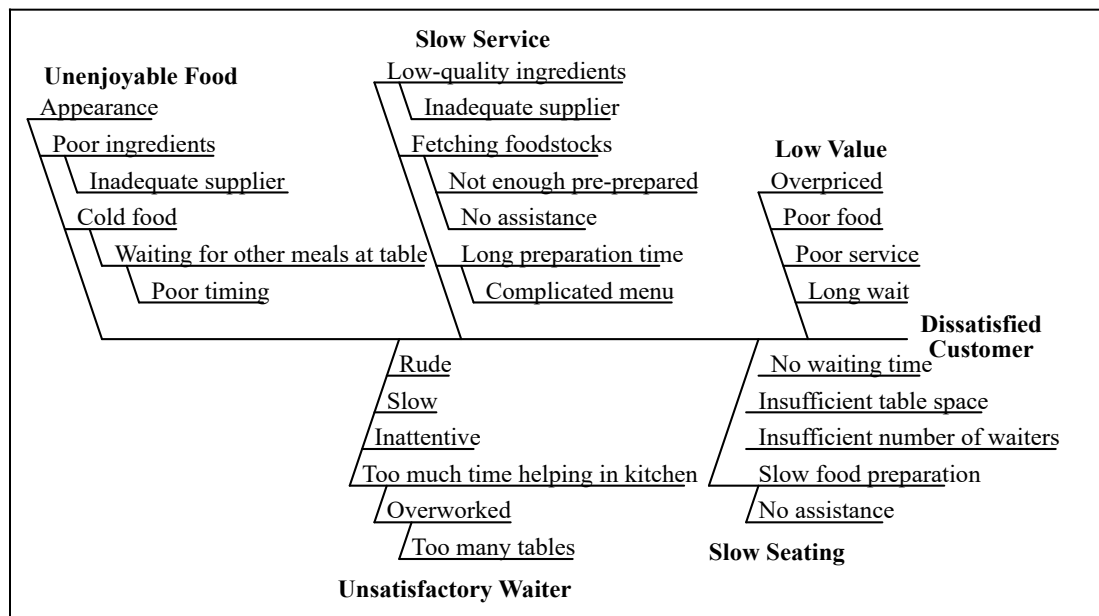 Unenjoyable Food
Appearance
Poor ingredients
Inadequate supplier
Cold food
Waiting for other meals at table
Poor timing
Slow Service
Low-quality ingredients
Inadequate supplier
Fetching foodstocks
Not enough pre-prepared
No assistance
Long preparation time
Complicated menu
Low Value
Overpriced
Poor food
Poor service
Long wait
Dissatisfied
Customer
Rude
Slow
Inattentive
Too much time helping in kitchen
Overworked
Too many tables
Unsatisfactory Waiter
No waiting time
Insufficient table space
Insufficient number of waiters
Slow food preparation
No assistance
Slow Seating